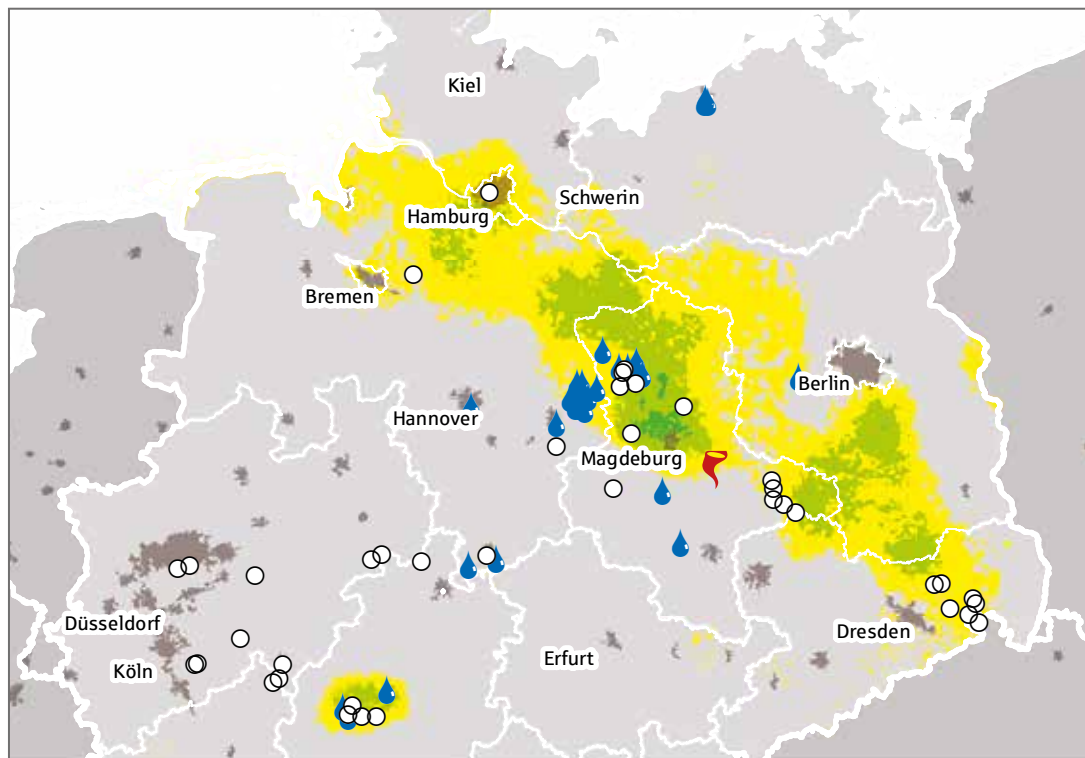 Kiel
Schwerin
Hamburg
Bremen
Berlin
Hannover
Magdeburg
Düsseldorf
Dresden
Köln
Erfurt